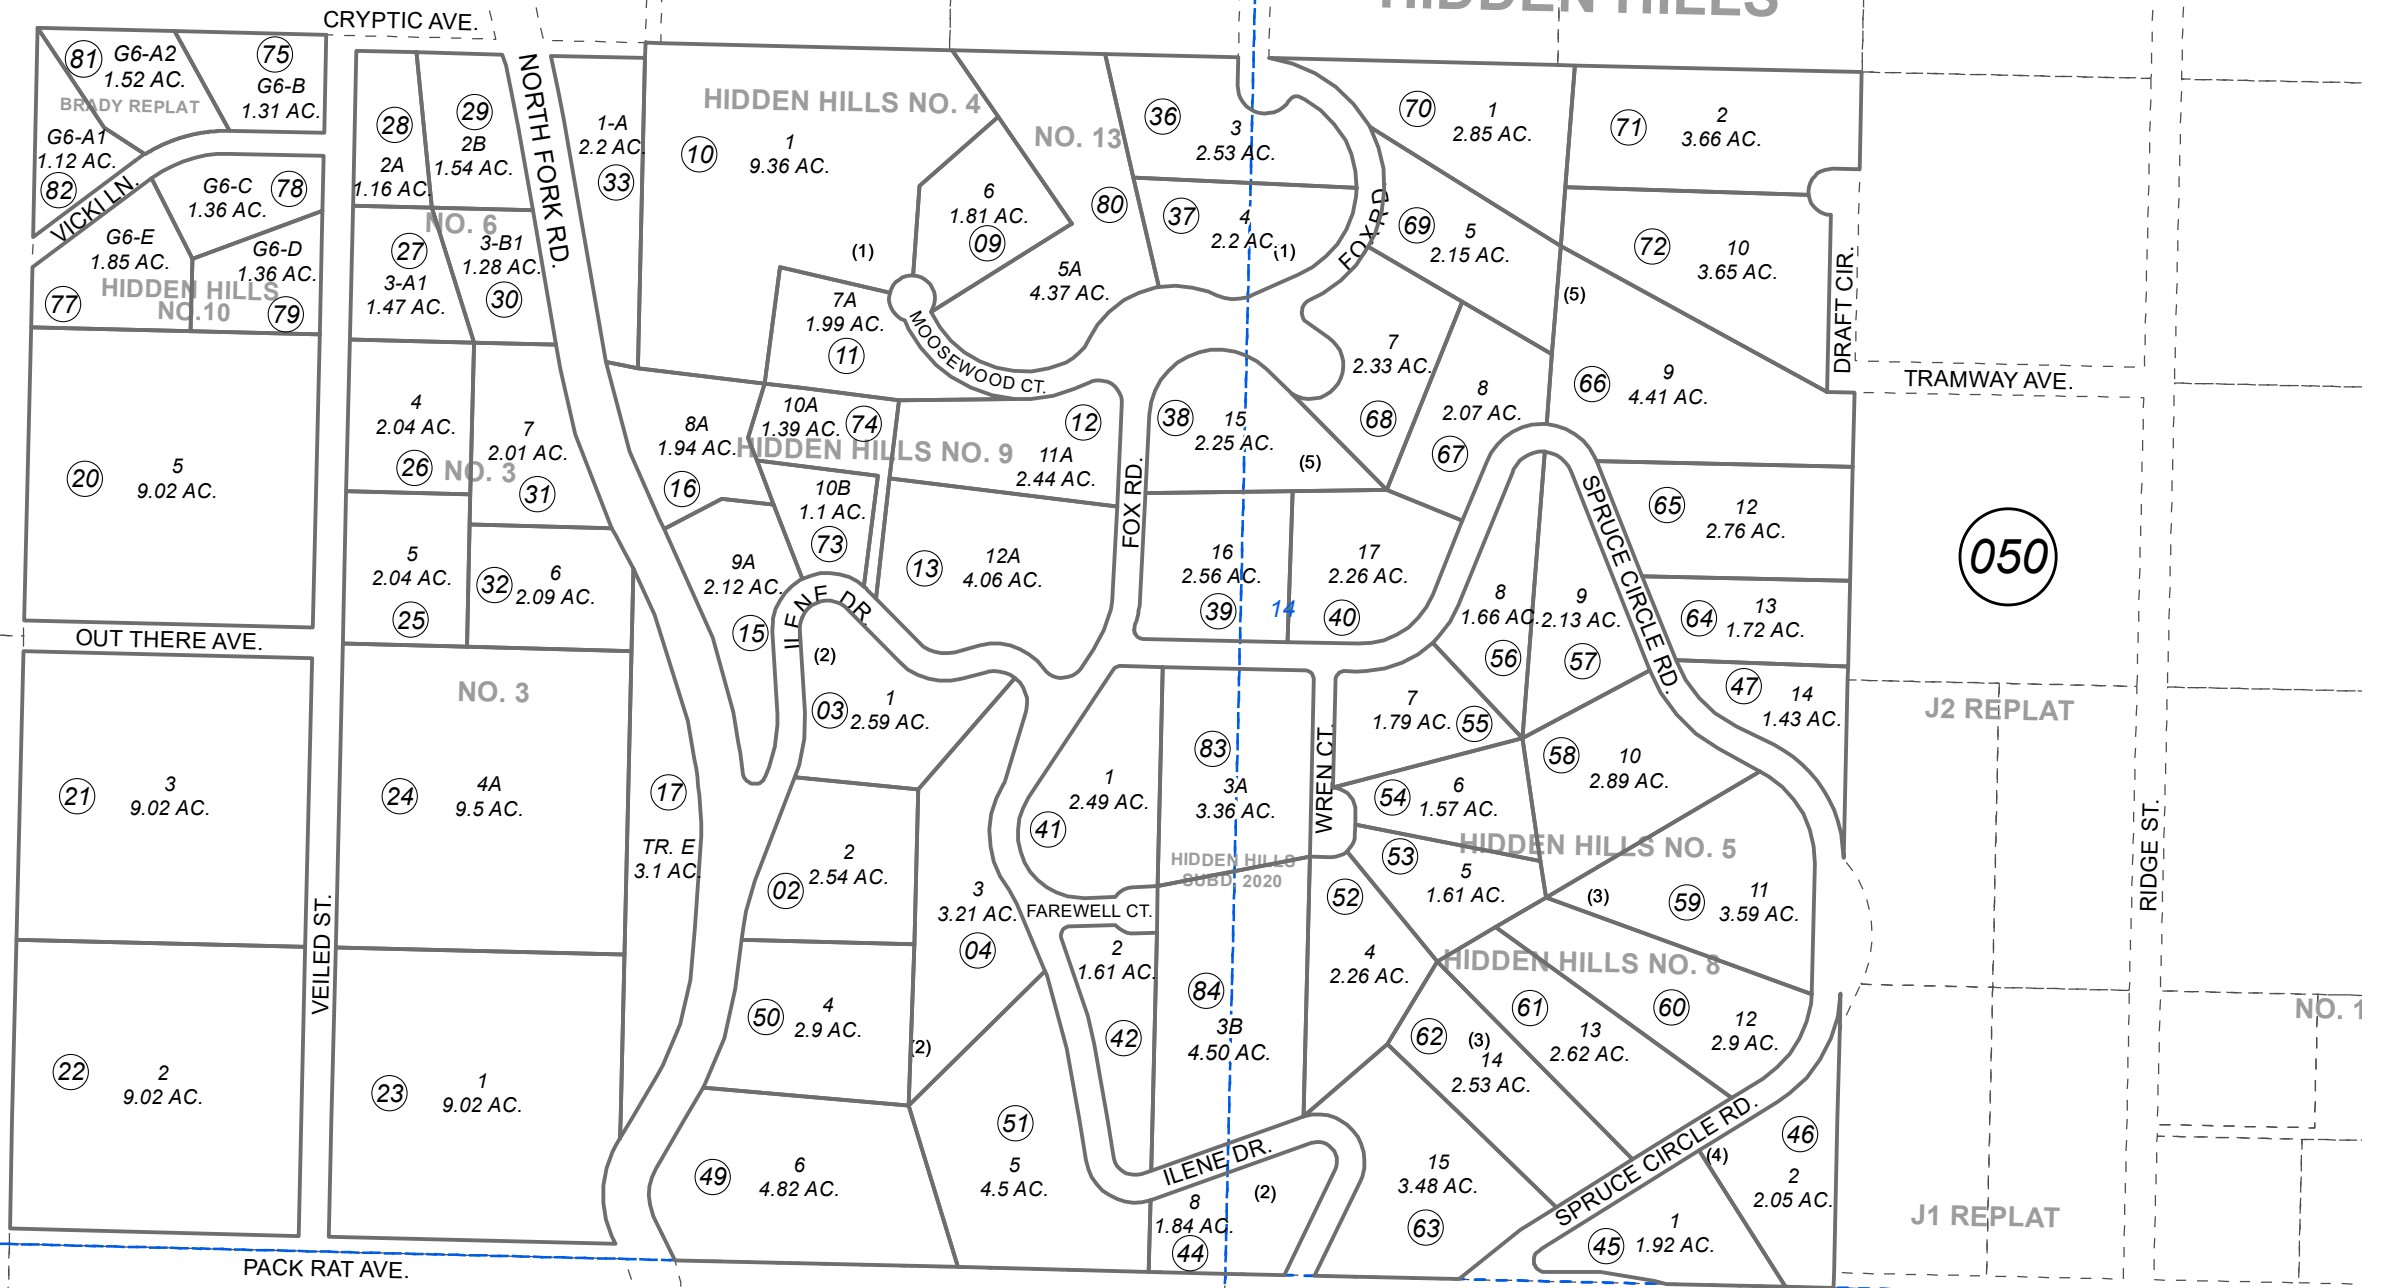 HIDDEN HILLS
CRYPTIC AVE.
81
G6-A2
1.52 AC.
75
G6-B
1.31 AC.
BRADY REPLAT
G6-A1
1.12 AC.
82
VICKI LN.
G6-C
1.36 AC.
78
G6-E
1.85 AC.
77
G6-D
1.36 AC.
79
HIDDEN HILLS
NO.10
28
2A
1.16 AC.
29
2B
1.54 AC.
NO. 6
27
3-A1
1.47 AC.
3-B1
1.28 AC.
30
NORTH FORK RD.
1-A
2.2 AC.
33
HIDDEN HILLS NO. 4
10
1
9.36 AC.
(1)
6
1.81 AC.
09
NO. 13
80
5A
4.37 AC.
7A
1.99 AC.
11
MOOSEWOOD CT.
36
3
2.53 AC.
37
4
2.2 AC.
(1)
FOX RD
70
1
2.85 AC.
71
2
3.66 AC.
69
5
2.15 AC.
72
10
3.65 AC.
(5)
DRAFT CIR.
TRAMWAY AVE.
7
2.33 AC.
68
8
2.07 AC.
67
66
9
4.41 AC.
20
5
9.02 AC.
4
2.04 AC.
26
NO. 3
7
2.01 AC.
31
5
2.04 AC.
25
32
6
2.09 AC.
8A
1.94 AC.
16
10A
1.39 AC.
74
HIDDEN HILLS NO. 9
12
11A
2.44 AC.
10B
1.1 AC.
73
9A
2.12 AC.
15
13
12A
4.06 AC.
FOX RD.
38
15
2.25 AC.
(5)
16
2.56 AC.
39
14
17
2.26 AC.
40
SPRUCE CIRCLE RD.
65
12
2.76 AC.
64
13
1.72 AC.
47
14
1.43 AC.
050
8
1.66 AC.
56
9
2.13 AC.
57
OUT THERE AVE.
ILENE DR.
(2)
03
1
2.59 AC.
NO. 3
21
3
9.02 AC.
24
4A
9.5 AC.
17
TR. E
3.1 AC.
02
2
2.54 AC.
3
3.21 AC.
04
41
1
2.49 AC.
83
3A
3.36 AC.
HIDDEN HILLS
SUBD. 2020
WREN CT.
7
1.79 AC.
55
54
6
1.57 AC.
58
10
2.89 AC.
HIDDEN HILLS NO. 5
53
5
1.61 AC.
52
4
2.26 AC.
(3)
59
11
3.59 AC.
HIDDEN HILLS NO. 8
J2 REPLAT
RIDGE ST.
VEILED ST.
FAREWELL CT.
2
1.61 AC.
42
84
3B
4.50 AC.
50
4
2.9 AC.
(2)
62
(3)
14
2.53 AC.
61
13
2.62 AC.
60
12
2.9 AC.
NO. 1
22
2
9.02 AC.
23
1
9.02 AC.
49
6
4.82 AC.
51
5
4.5 AC.
ILENE DR.
(2)
8
1.84 AC.
44
15
3.48 AC.
63
SPRUCE CIRCLE RD.
(4)
46
2
2.05 AC.
45
1
1.92 AC.
J1 REPLAT
PACK RAT AVE.